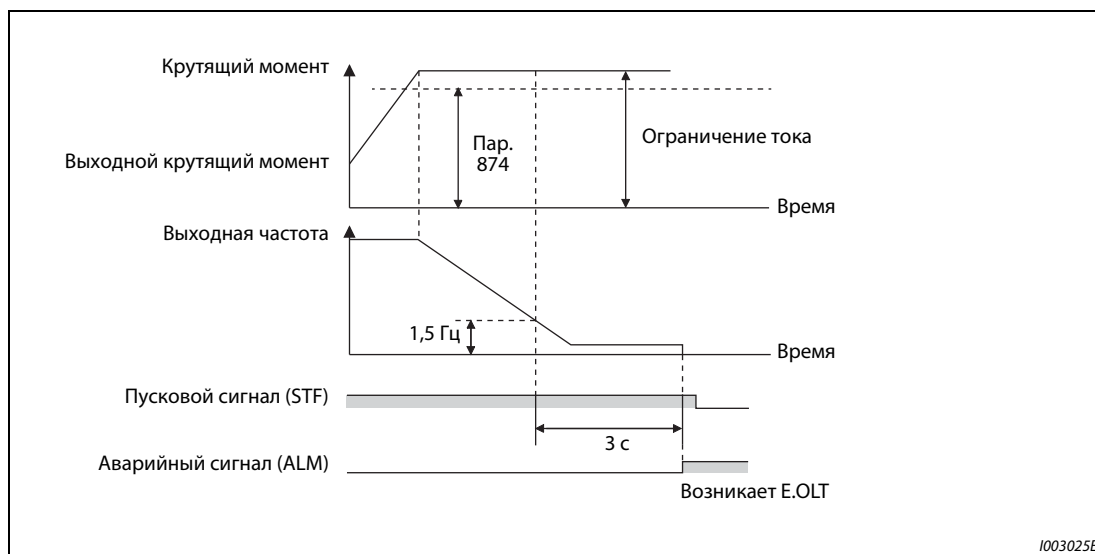 Крутящий момент
Ограничение тока
Пар.
874
Выходной крутящий момент
Время
Выходная частота
1,5 Гц
Время
Пусковой сигнал (STF)
3 с
Аварийный сигнал (ALM)
Возникает E.OLT
I003025E